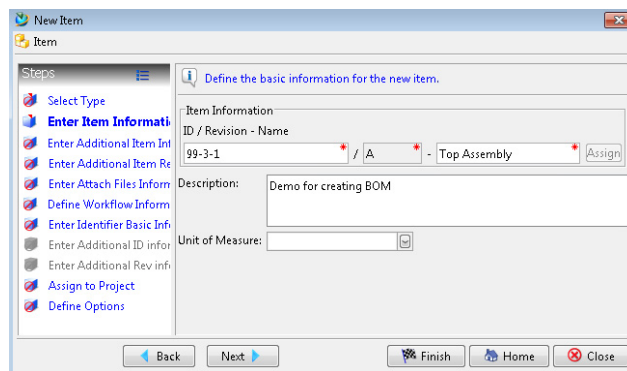 New Item
Item
Steps
Define the basic information for the new item.
Select Type
Enter Item Informati
Enter Additional Item Inf
Enter Additional Item Re
Enter Attach Files Inform
Define Workflow Inform
Enter Identifier Basic Inf
Enter Additional ID infor
Enter Additional Rev inf
Assign to Project
Define Options
Item Information
ID / Revision - Name
99-3-1 * / A * - Top Assembly * Assign
Description: Demo for creating BOM
Unit of Measure:
Back Next Finish Home Close